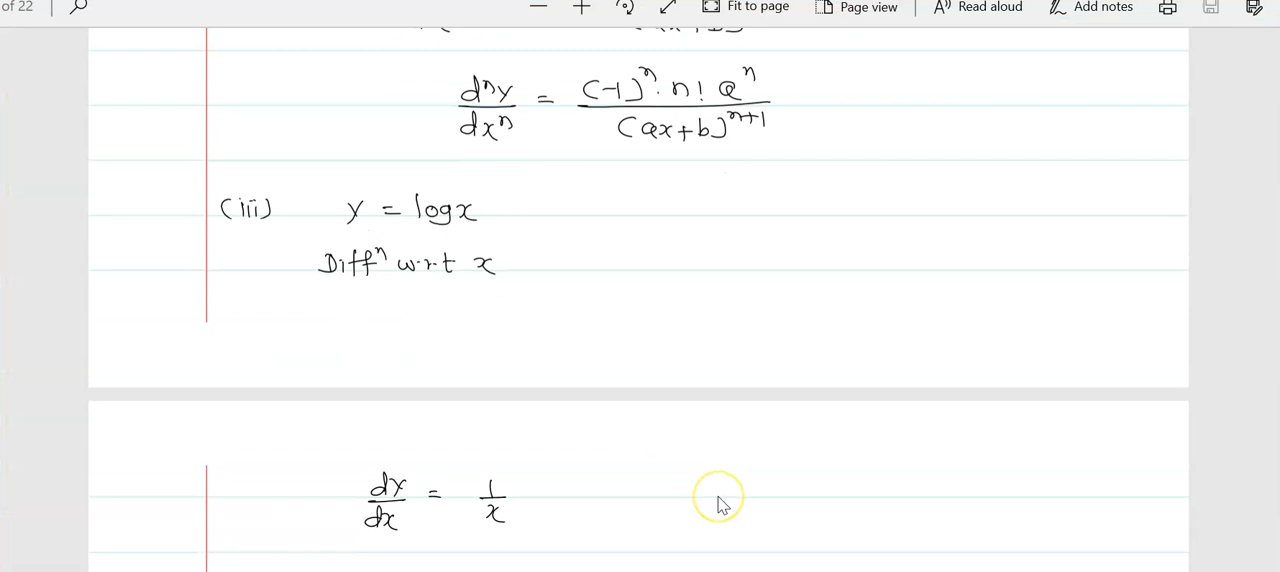 of 22 Fit to page Page view Read aloud Add notes
dⁿy/dxⁿ = (-1)ⁿ. n! aⁿ/(ax+b)ⁿ⁺¹
(iii) y = logx
Diffⁿ w.r.t x
dy/dx = 1/x